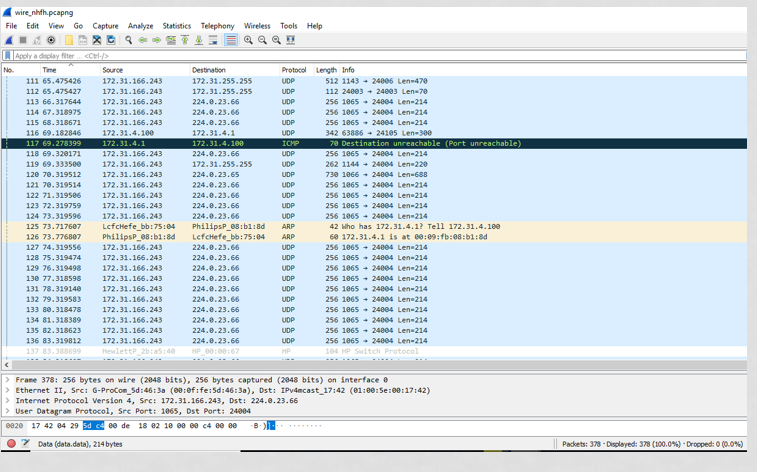 wire_nhfh.pcapng
File Edit View Go Capture Analyze Statistics Telephony Wireless Tools Help
Apply a display filter ... <Ctrl-/>
No. Time Source Destination Protocol Length Info
111 65.475426 172.31.166.243 172.31.255.255 UDP 512 1143 → 24006 Len=470
112 65.475427 172.31.166.243 172.31.255.255 UDP 112 24003 → 24003 Len=70
113 66.317644 172.31.166.243 224.0.23.66 UDP 256 1065 → 24004 Len=214
114 67.318975 172.31.166.243 224.0.23.66 UDP 256 1065 → 24004 Len=214
115 68.318671 172.31.166.243 224.0.23.66 UDP 256 1065 → 24004 Len=214
116 69.182846 172.31.4.100 172.31.4.1 UDP 342 63886 → 24105 Len=300
117 69.278399 172.31.4.1 172.31.4.100 ICMP 70 Destination unreachable (Port unreachable)
118 69.320171 172.31.166.243 224.0.23.66 UDP 256 1065 → 24004 Len=214
119 69.333500 172.31.166.243 172.31.255.255 UDP 262 1144 → 24006 Len=220
120 70.319512 172.31.166.243 224.0.23.65 UDP 730 1066 → 24006 Len=688
121 70.319514 172.31.166.243 224.0.23.66 UDP 256 1065 → 24004 Len=214
122 71.319506 172.31.166.243 224.0.23.66 UDP 256 1065 → 24004 Len=214
123 72.319759 172.31.166.243 224.0.23.66 UDP 256 1065 → 24004 Len=214
124 73.319596 172.31.166.243 224.0.23.66 UDP 256 1065 → 24004 Len=214
125 73.717607 LcfcHefe_bb:75:04 PhilipsP_08:b1:8d ARP 42 Who has 172.31.4.1? Tell 172.31.4.100
126 73.776807 PhilipsP_08:b1:8d LcfcHefe_bb:75:04 ARP 60 172.31.4.1 is at 00:09:fb:08:b1:8d
127 74.319556 172.31.166.243 224.0.23.66 UDP 256 1065 → 24004 Len=214
128 75.319474 172.31.166.243 224.0.23.66 UDP 256 1065 → 24004 Len=214
129 76.319498 172.31.166.243 224.0.23.66 UDP 256 1065 → 24004 Len=214
130 77.318598 172.31.166.243 224.0.23.66 UDP 256 1065 → 24004 Len=214
131 78.319140 172.31.166.243 224.0.23.66 UDP 256 1065 → 24004 Len=214
132 79.319583 172.31.166.243 224.0.23.66 UDP 256 1065 → 24004 Len=214
133 80.318478 172.31.166.243 224.0.23.66 UDP 256 1065 → 24004 Len=214
134 81.318389 172.31.166.243 224.0.23.66 UDP 256 1065 → 24004 Len=214
135 82.318623 172.31.166.243 224.0.23.66 UDP 256 1065 → 24004 Len=214
136 83.319812 172.31.166.243 224.0.23.66 UDP 256 1065 → 24004 Len=214
137 83.388699 HewlettP_2b:a5:40 HP_00:00:67 HP 104 HP Switch Protocol
Frame 378: 256 bytes on wire (2048 bits), 256 bytes captured (2048 bits) on interface 0
Ethernet II, Src: G-ProCom_5d:46:3a (00:0f:fe:5d:46:3a), Dst: IPv4mcast_17:42 (01:00:5e:00:17:42)
Internet Protocol Version 4, Src: 172.31.166.243, Dst: 224.0.23.66
User Datagram Protocol, Src Port: 1065, Dst Port: 24004
0020 17 42 04 29 5d c4 00 de 18 02 10 00 00 c4 00 00 ·B·)]··· ········
Data (data.data), 214 bytes Packets: 378 · Displayed: 378 (100.0%) · Dropped: 0 (0.0%)